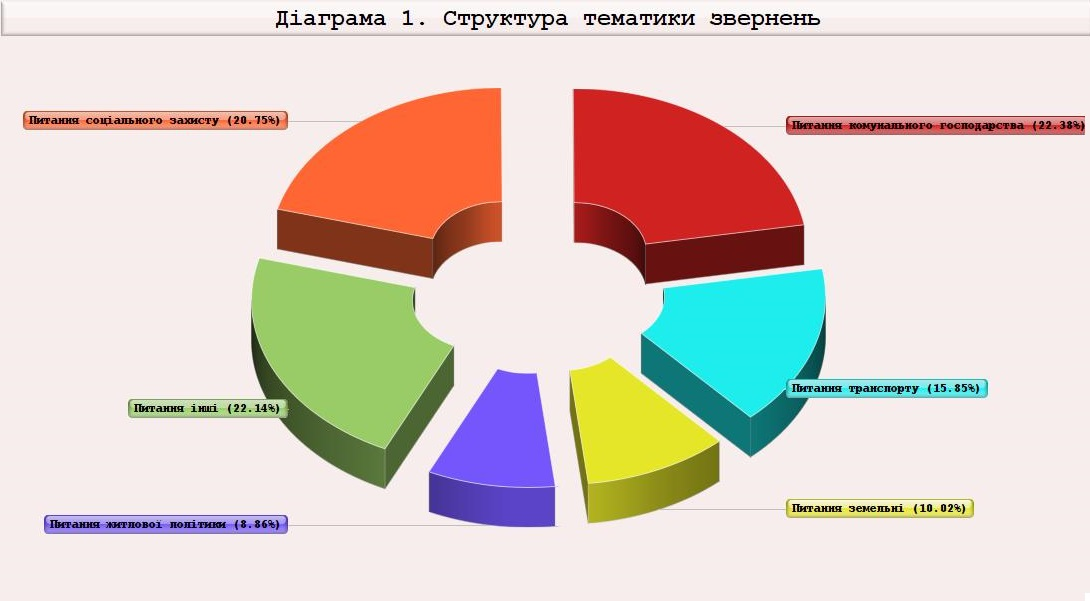 Діаграма 1. Структура тематики звернень
Питання соціального захисту (20.75%)
Питання комунального господарства (22.38%)
Питання транспорту (15.85%)
Питання інші (22.14%)
Питання земельні (10.02%)
Питання житлової політики (8.86%)